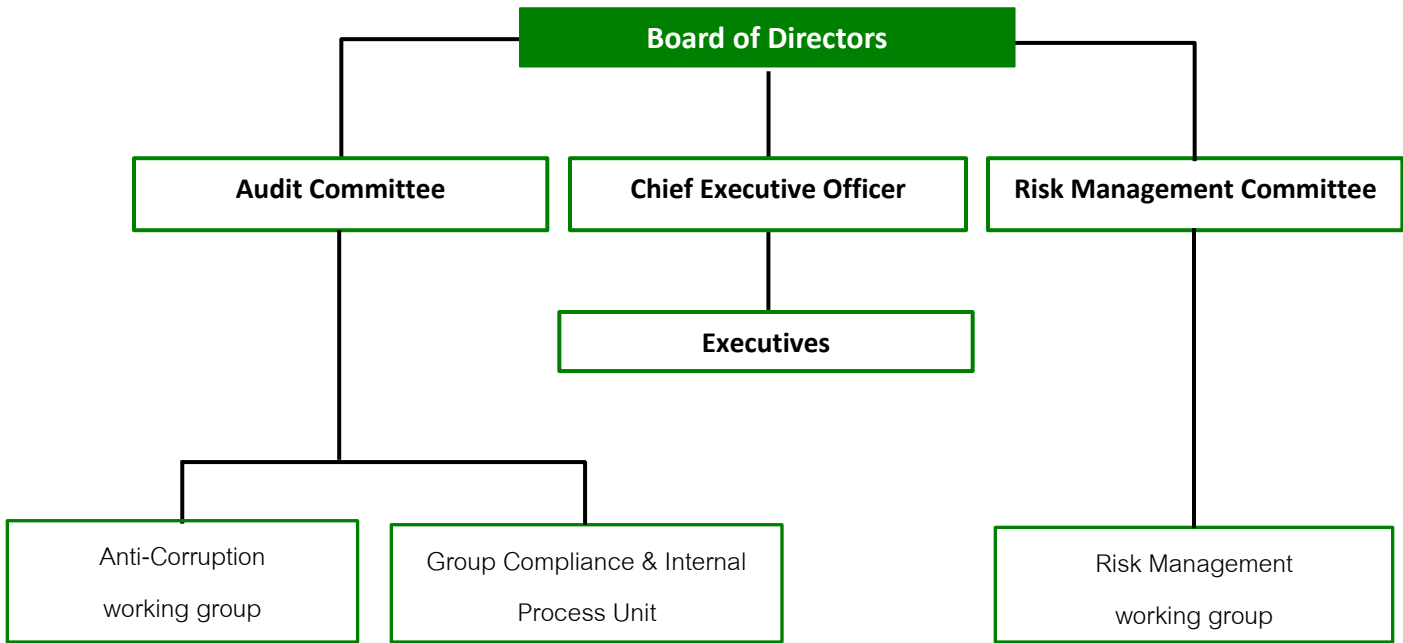 Board of Directors
Audit Committee
Chief Executive Officer
Risk Management Committee
Executives
Anti-Corruption
working group
Group Compliance & Internal
Process Unit
Risk Management
working group